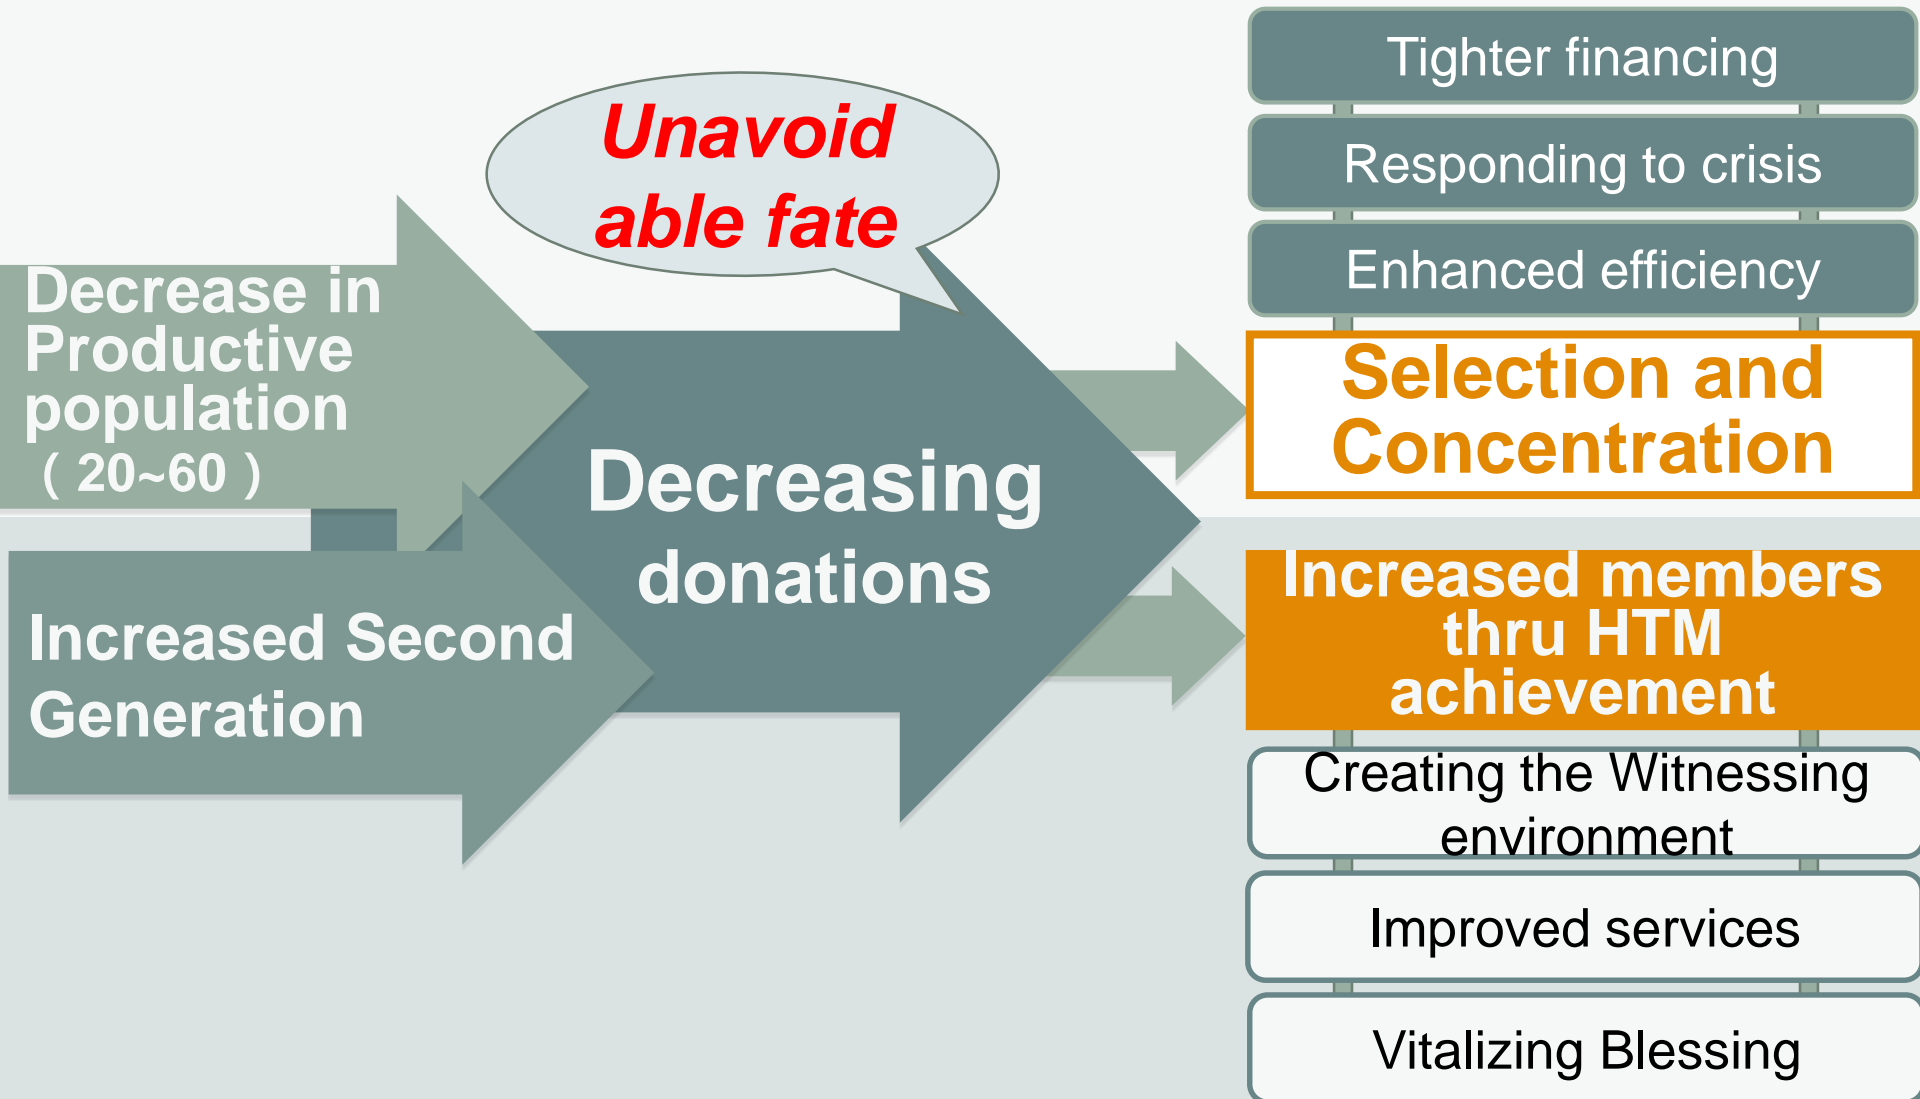 Decrease in
Productive
population
( 20~60 )
Increased Second
Generation
Unavoid
able fate
Decreasing
donations
Tighter financing
Responding to crisis
Enhanced efficiency
Selection and
Concentration
Increased members
thru HTM
achievement
Creating the Witnessing
environment
Improved services
Vitalizing Blessing